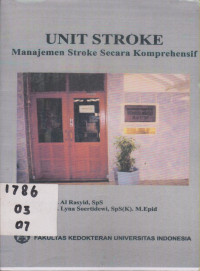 UNIT STROKE
Manajemen Stroke Secara Komprehensif
Al Rasyid, SpS
Lyna Soertidewi, SpS(K), M.Epid
1786
03
07
FAKULTAS KEDOKTERAN UNIVERSITAS INDONESIA